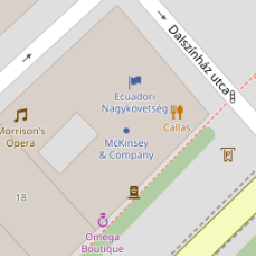 Dalszínház utca
Ecuadori
Nagykövetség
Callas
Morrison's
Opera
McKinsey
& Company
18
Omega
Boutique